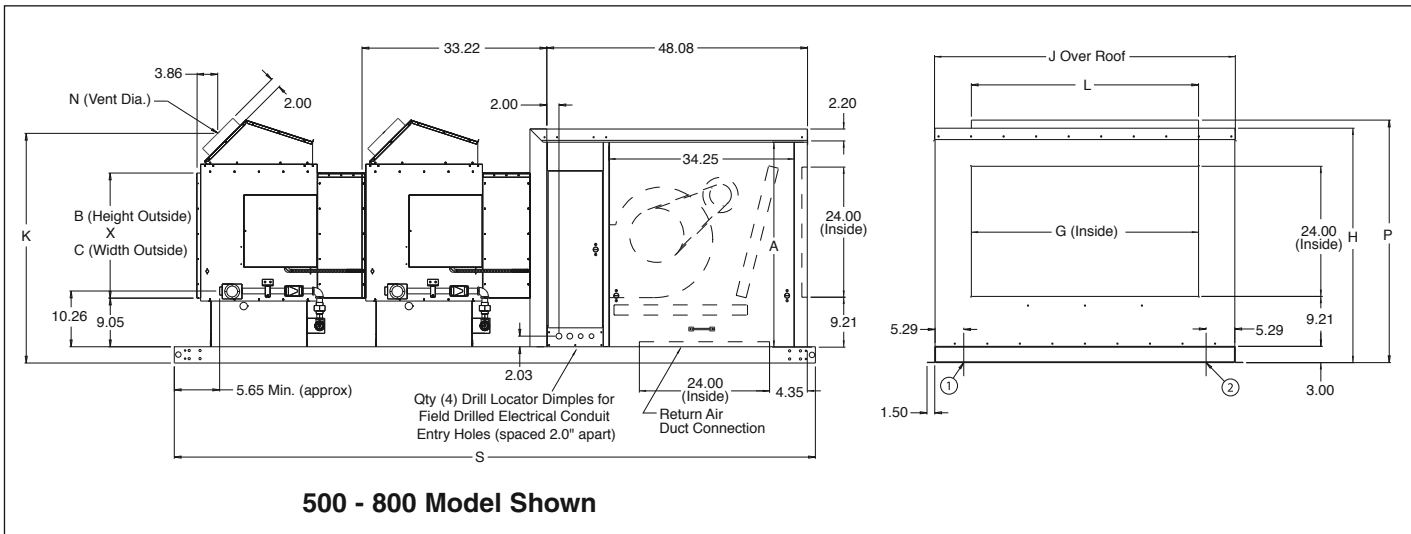 33.22
48.08
J Over Roof
3.86
L
N (Vent Dia.)
2.00
2.00
2.20
34.25
B (Height Outside)
X
C (Width Outside)
K
A
24.00
(Inside)
G (Inside)
24.00
(Inside)
H
P
10.26
9.05
9.21
5.29
9.21
5.29
2.03
5.65 Min. (approx)
24.00
(Inside)
4.35
1
2
3.00
1.50
Qty (4) Drill Locator Dimples for
Field Drilled Electrical Conduit
Entry Holes (spaced 2.0" apart)
Return Air
Duct Connection
S
500 - 800 Model Shown